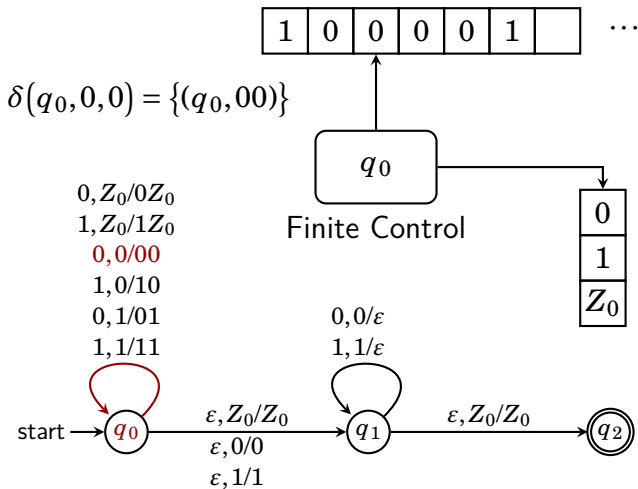 1 0 0 0 0 1 ⋯
δ(q₀,0,0) = {(q₀,00)}
q₀
Finite Control
0
1
Z₀
0,Z₀/0Z₀
1,Z₀/1Z₀
0,0/00
1,0/10
0,1/01
1,1/11
0,0/ε
1,1/ε
start
q₀
ε,Z₀/Z₀
ε,0/0
ε,1/1
q₁
ε,Z₀/Z₀
q₂